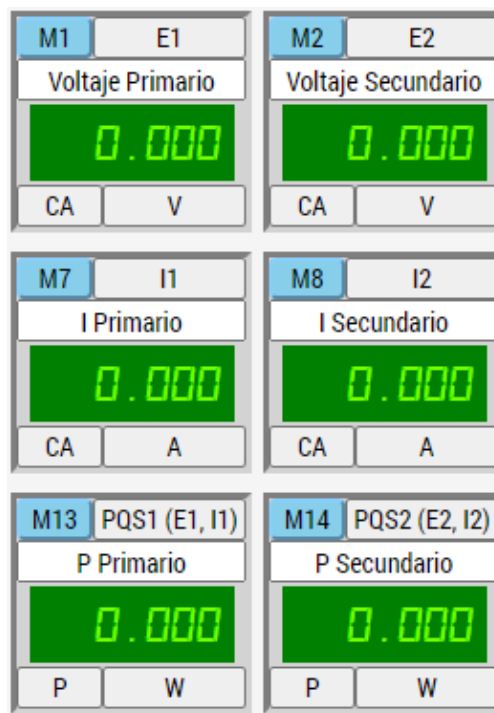 M1 E1 M2 E2
Voltaje Primario Voltaje Secundario
0.000 0.000
CA V CA V
M7 I1 M8 I2
I Primario I Secundario
0.000 0.000
CA A CA A
M13 PQS1 (E1, I1) M14 PQS2 (E2, I2)
P Primario P Secundario
0.000 0.000
P W P W